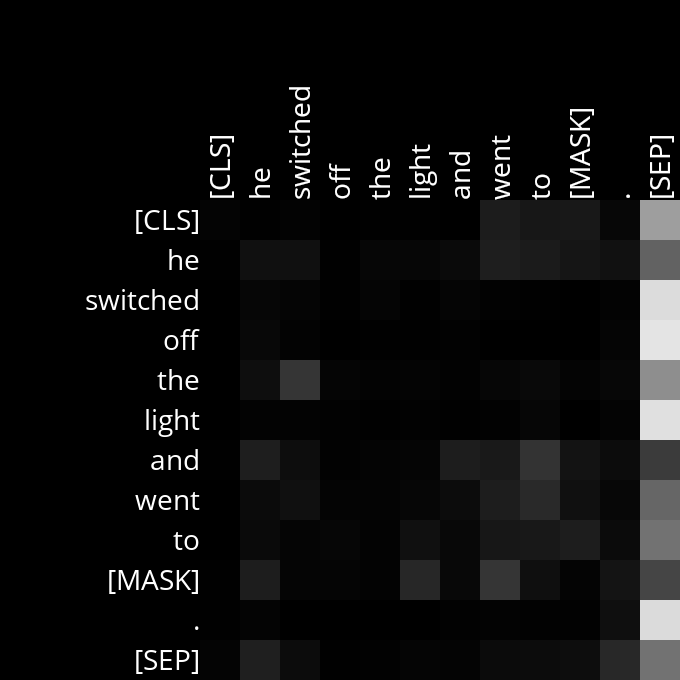 [CLS] he switched off the light and went to [MASK] . [SEP]
[CLS]
he
switched
off
the
light
and
went
to
[MASK]
.
[SEP]